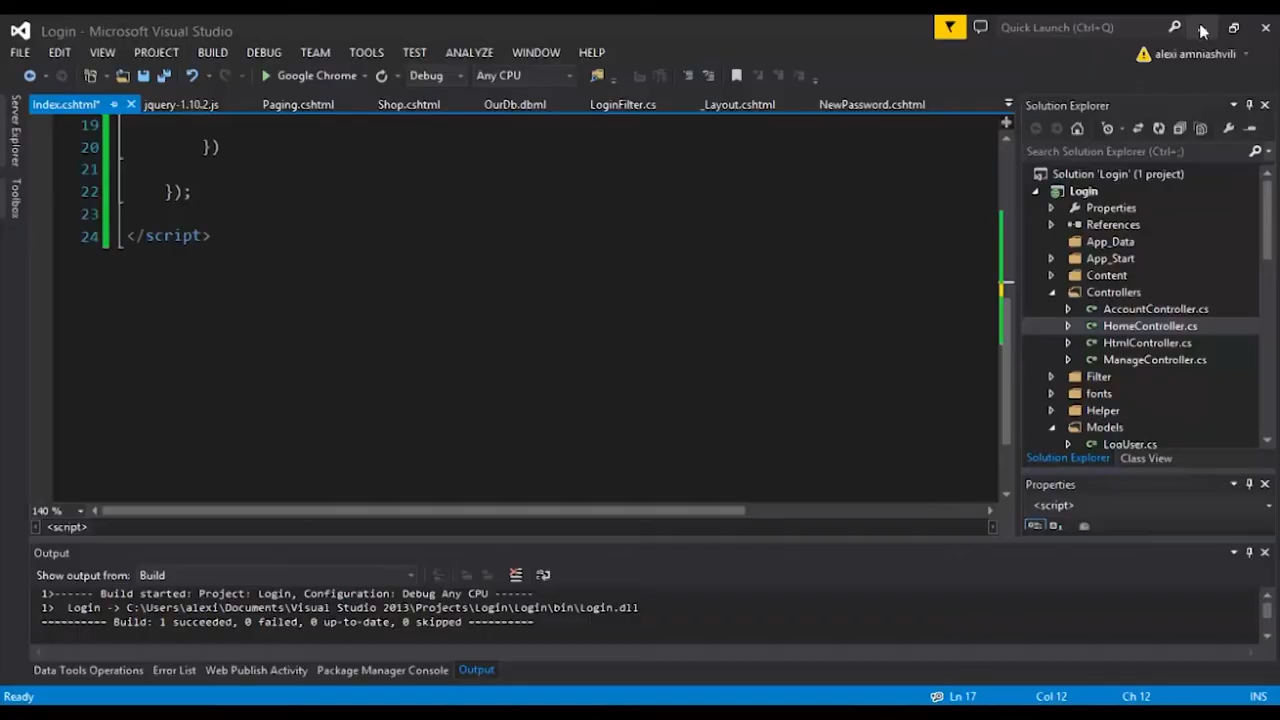 Login - Microsoft Visual Studio
Quick Launch (Ctrl+Q)
FILE EDIT VIEW PROJECT BUILD DEBUG TEAM TOOLS TEST ANALYZE WINDOW HELP
alexi amniashvili
Google Chrome Debug Any CPU
Index.cshtml* jquery-1.10.2.js Paging.cshtml Shop.cshtml OurDb.dbml LoginFilter.cs _Layout.cshtml NewPassword.cshtml
Server Explorer
Toolbox
19
20 })
21
22 });
23
24 </script>
140 %
<script>
Solution Explorer
Search Solution Explorer (Ctrl+;)
Solution 'Login' (1 project)
Login
Properties
References
App_Data
App_Start
Content
Controllers
AccountController.cs
HomeController.cs
HtmlController.cs
ManageController.cs
Filter
fonts
Helper
Models
LogUser.cs
Solution Explorer Class View
Properties
<script>
Output
Show output from: Build
1>------ Build started: Project: Login, Configuration: Debug Any CPU ------
1> Login -> C:\Users\alexi\Documents\Visual Studio 2013\Projects\Login\Login\bin\Login.dll
========== Build: 1 succeeded, 0 failed, 0 up-to-date, 0 skipped ==========
Data Tools Operations Error List Web Publish Activity Package Manager Console Output
Ready Ln 17 Col 12 Ch 12 INS